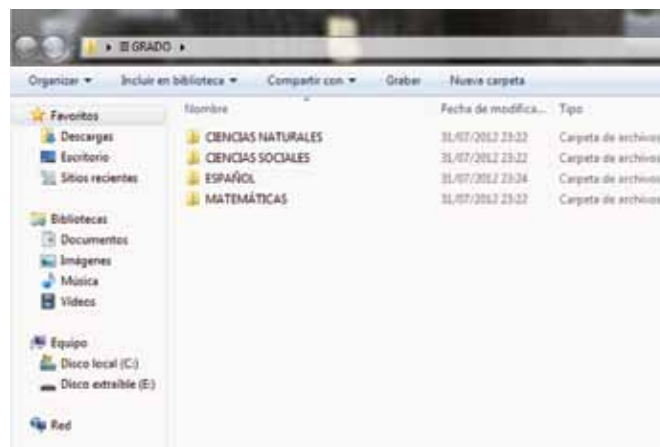 III GRADO
Organizar Incluir en biblioteca Compartir con Grabar Nueva carpeta
Nombre Fecha de modifica... Tipo
Favoritos
Descargas
Escritorio
Sitios recientes
Bibliotecas
Documentos
Imágenes
Música
Vídeos
Equipo
Disco local (C:)
Disco extraíble (E:)
Red
CIENCIAS NATURALES 31/07/2012 23:22 Carpeta de archivos
CIENCIAS SOCIALES 31/07/2012 23:22 Carpeta de archivos
ESPAÑOL 31/07/2012 23:24 Carpeta de archivos
MATEMÁTICAS 31/07/2012 23:22 Carpeta de archivos